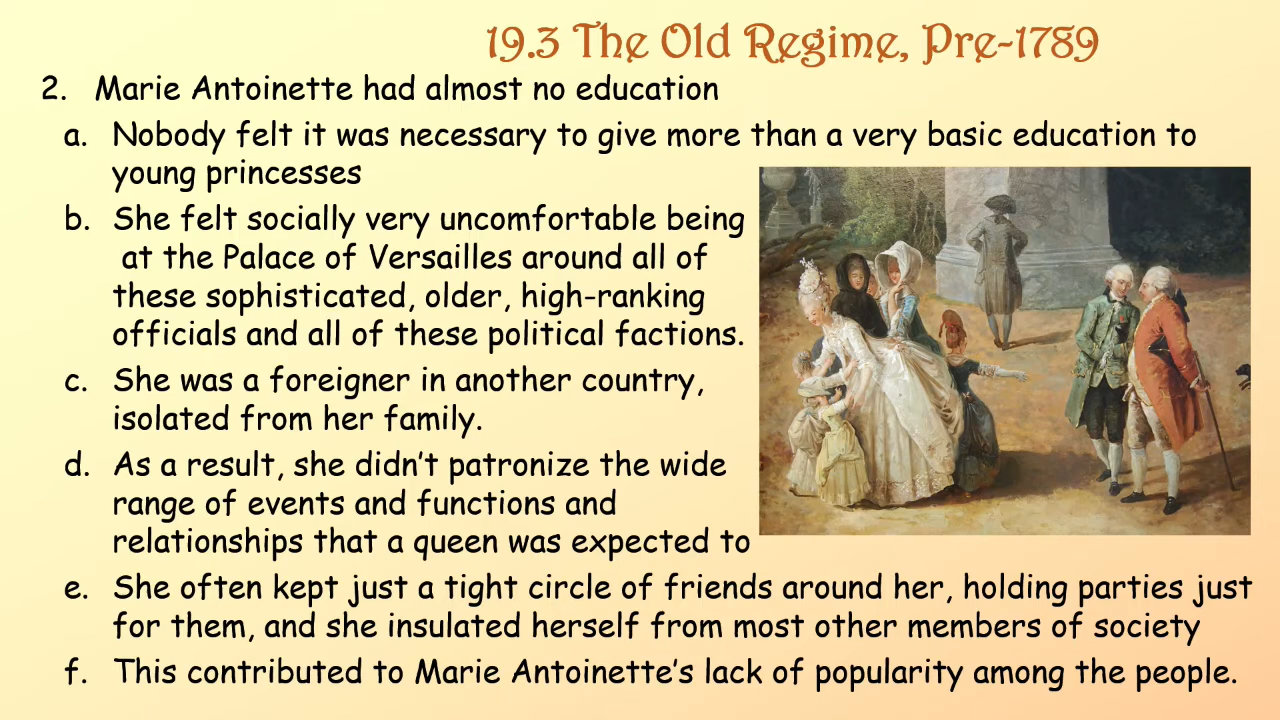 19.3 The Old Regime, Pre-1789
2. Marie Antoinette had almost no education
a. Nobody felt it was necessary to give more than a very basic education to
young princesses
b. She felt socially very uncomfortable being
at the Palace of Versailles around all of
these sophisticated, older, high-ranking
officials and all of these political factions.
c. She was a foreigner in another country,
isolated from her family.
d. As a result, she didn’t patronize the wide
range of events and functions and
relationships that a queen was expected to
e. She often kept just a tight circle of friends around her, holding parties just
for them, and she insulated herself from most other members of society
f. This contributed to Marie Antoinette’s lack of popularity among the people.